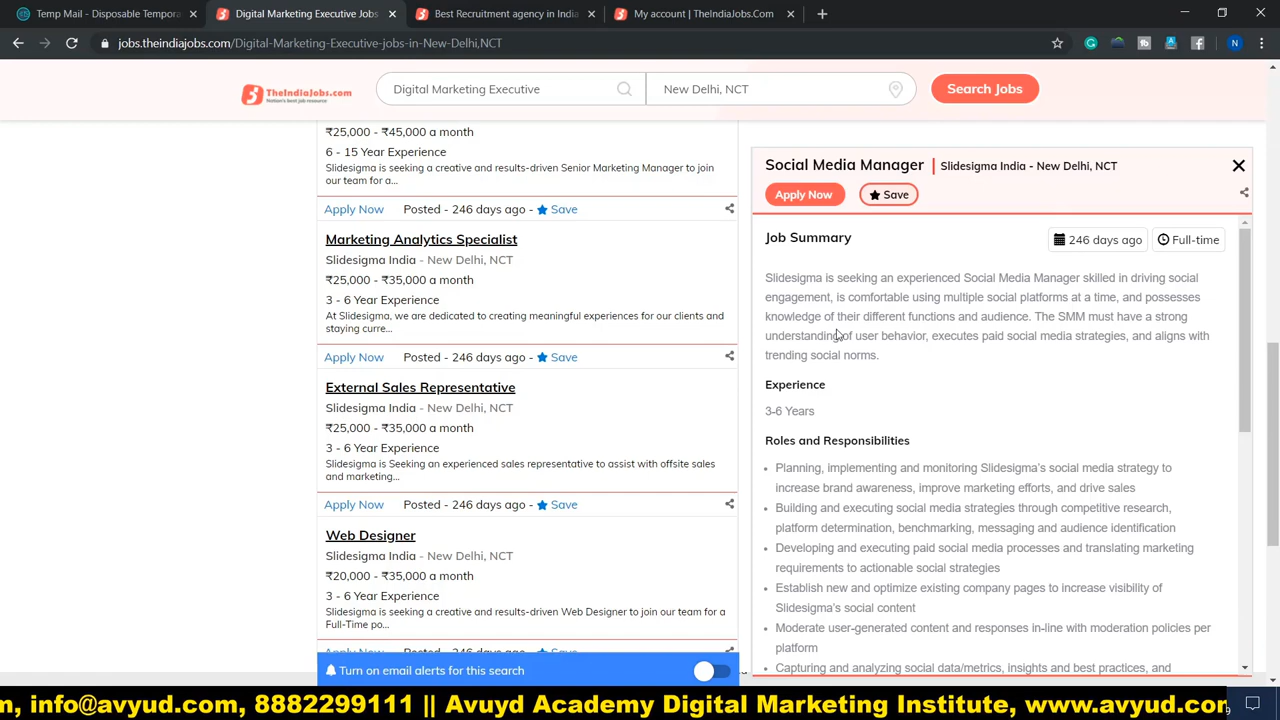 Temp Mail - Disposable Tempora
Digital Marketing Executive Jobs
Best Recruitment agency in India
My account | TheIndiaJobs.Com
jobs.theindiajobs.com/Digital-Marketing-Executive-jobs-in-New-Delhi,NCT
TheIndiaJobs.com
Nation's best job resource
Digital Marketing Executive
New Delhi, NCT
Search Jobs
₹25,000 - ₹45,000 a month
6 - 15 Year Experience
Slidesigma is seeking a creative and results-driven Senior Marketing Manager to join
our team for a...
Apply Now Posted - 246 days ago - Save
Marketing Analytics Specialist
Slidesigma India - New Delhi, NCT
₹25,000 - ₹35,000 a month
3 - 6 Year Experience
At Slidesigma, we are dedicated to creating meaningful experiences for our clients and
staying curre...
Apply Now Posted - 246 days ago - Save
External Sales Representative
Slidesigma India - New Delhi, NCT
₹25,000 - ₹35,000 a month
3 - 6 Year Experience
Slidesigma is Seeking an experienced sales representative to assist with offsite sales
and marketing...
Apply Now Posted - 246 days ago - Save
Web Designer
Slidesigma India - New Delhi, NCT
₹20,000 - ₹35,000 a month
3 - 6 Year Experience
Slidesigma is seeking a creative and results-driven Web Designer to join our team for a
Full-Time po...
Apply Now Posted - 246 days ago - Save
Turn on email alerts for this search
Social Media Manager | Slidesigma India - New Delhi, NCT
Apply Now Save
Job Summary 246 days ago Full-time
Slidesigma is seeking an experienced Social Media Manager skilled in driving social
engagement, is comfortable using multiple social platforms at a time, and possesses
knowledge of their different functions and audience. The SMM must have a strong
understanding of user behavior, executes paid social media strategies, and aligns with
trending social norms.
Experience
3-6 Years
Roles and Responsibilities
• Planning, implementing and monitoring Slidesigma's social media strategy to
increase brand awareness, improve marketing efforts, and drive sales
• Building and executing social media strategies through competitive research,
platform determination, benchmarking, messaging and audience identification
• Developing and executing paid social media processes and translating marketing
requirements to actionable social strategies
• Establish new and optimize existing company pages to increase visibility of
Slidesigma's social content
• Moderate user-generated content and responses in-line with moderation policies per
platform
• Capturing and analyzing social data/metrics, insights and best practices, and
m, info@avyud.com, 8882299111 || Avuyd Academy Digital Marketing Institute, www.avyud.cor